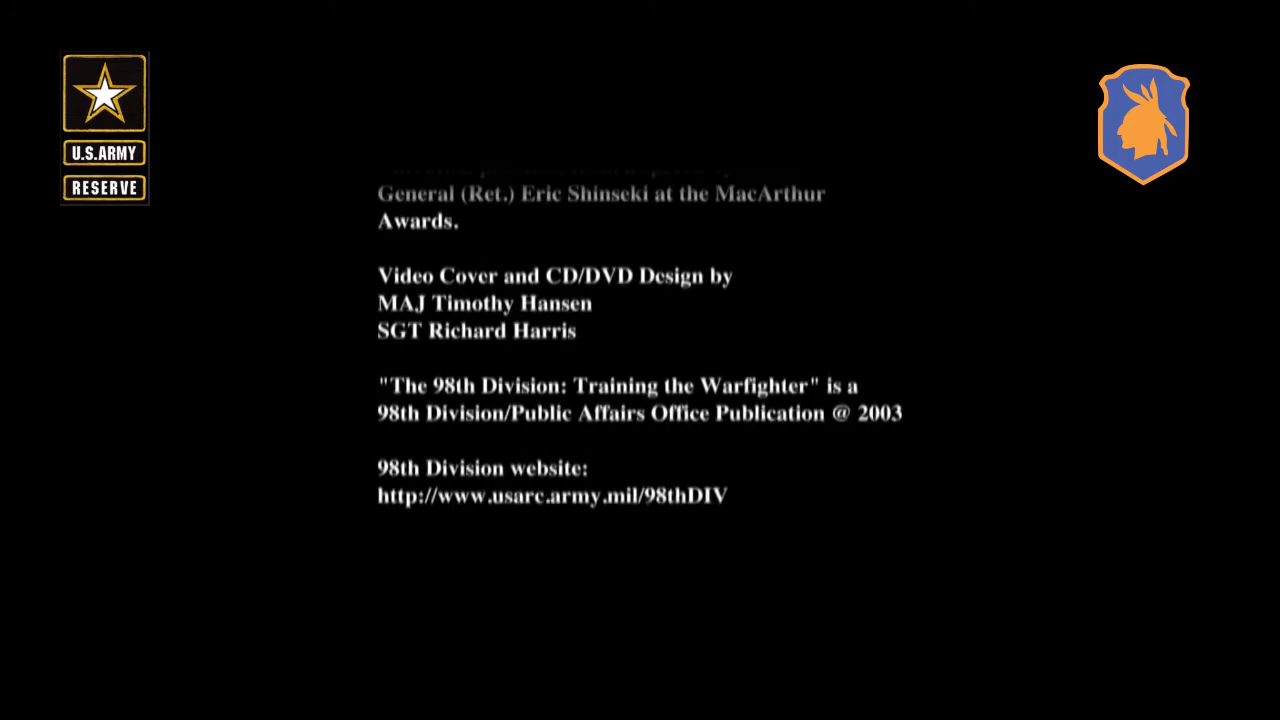 U.S.ARMY
RESERVE
General (Ret.) Eric Shinseki at the MacArthur
Awards.
Video Cover and CD/DVD Design by
MAJ Timothy Hansen
SGT Richard Harris
"The 98th Division: Training the Warfighter" is a
98th Division/Public Affairs Office Publication @ 2003
98th Division website:
http://www.usarc.army.mil/98thDIV